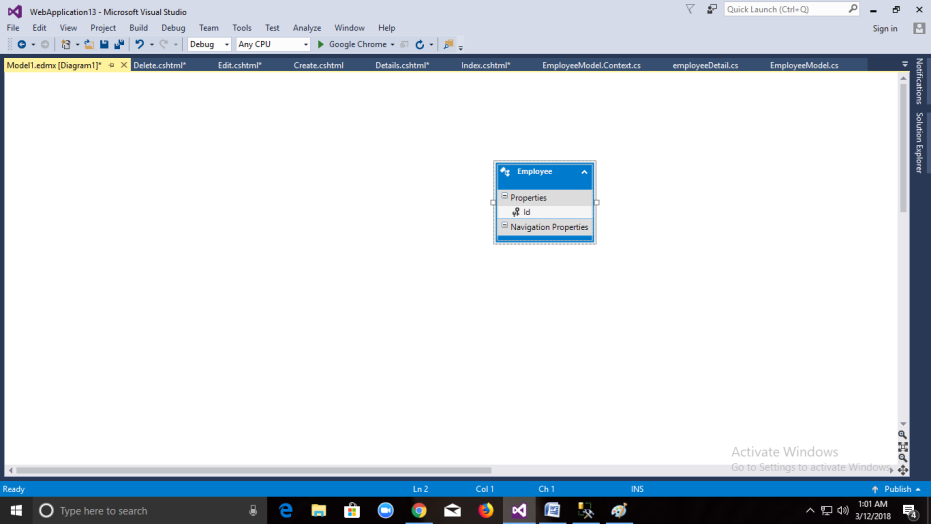 WebApplication13 - Microsoft Visual Studio
Quick Launch (Ctrl+Q)
File Edit View Project Build Debug Team Tools Test Analyze Window Help
Sign in
Debug Any CPU Google Chrome
Model1.edmx [Diagram1]* Delete.cshtml* Edit.cshtml* Create.cshtml Details.cshtml* Index.cshtml* EmployeeModel.Context.cs employeeDetail.cs EmployeeModel.cs
Notifications
Solution Explorer
Employee
Properties
Id
Navigation Properties
Activate Windows
Go to Settings to activate Windows.
Ready Ln 2 Col 1 Ch 1 INS Publish
Type here to search
1:01 AM
3/12/2018
4